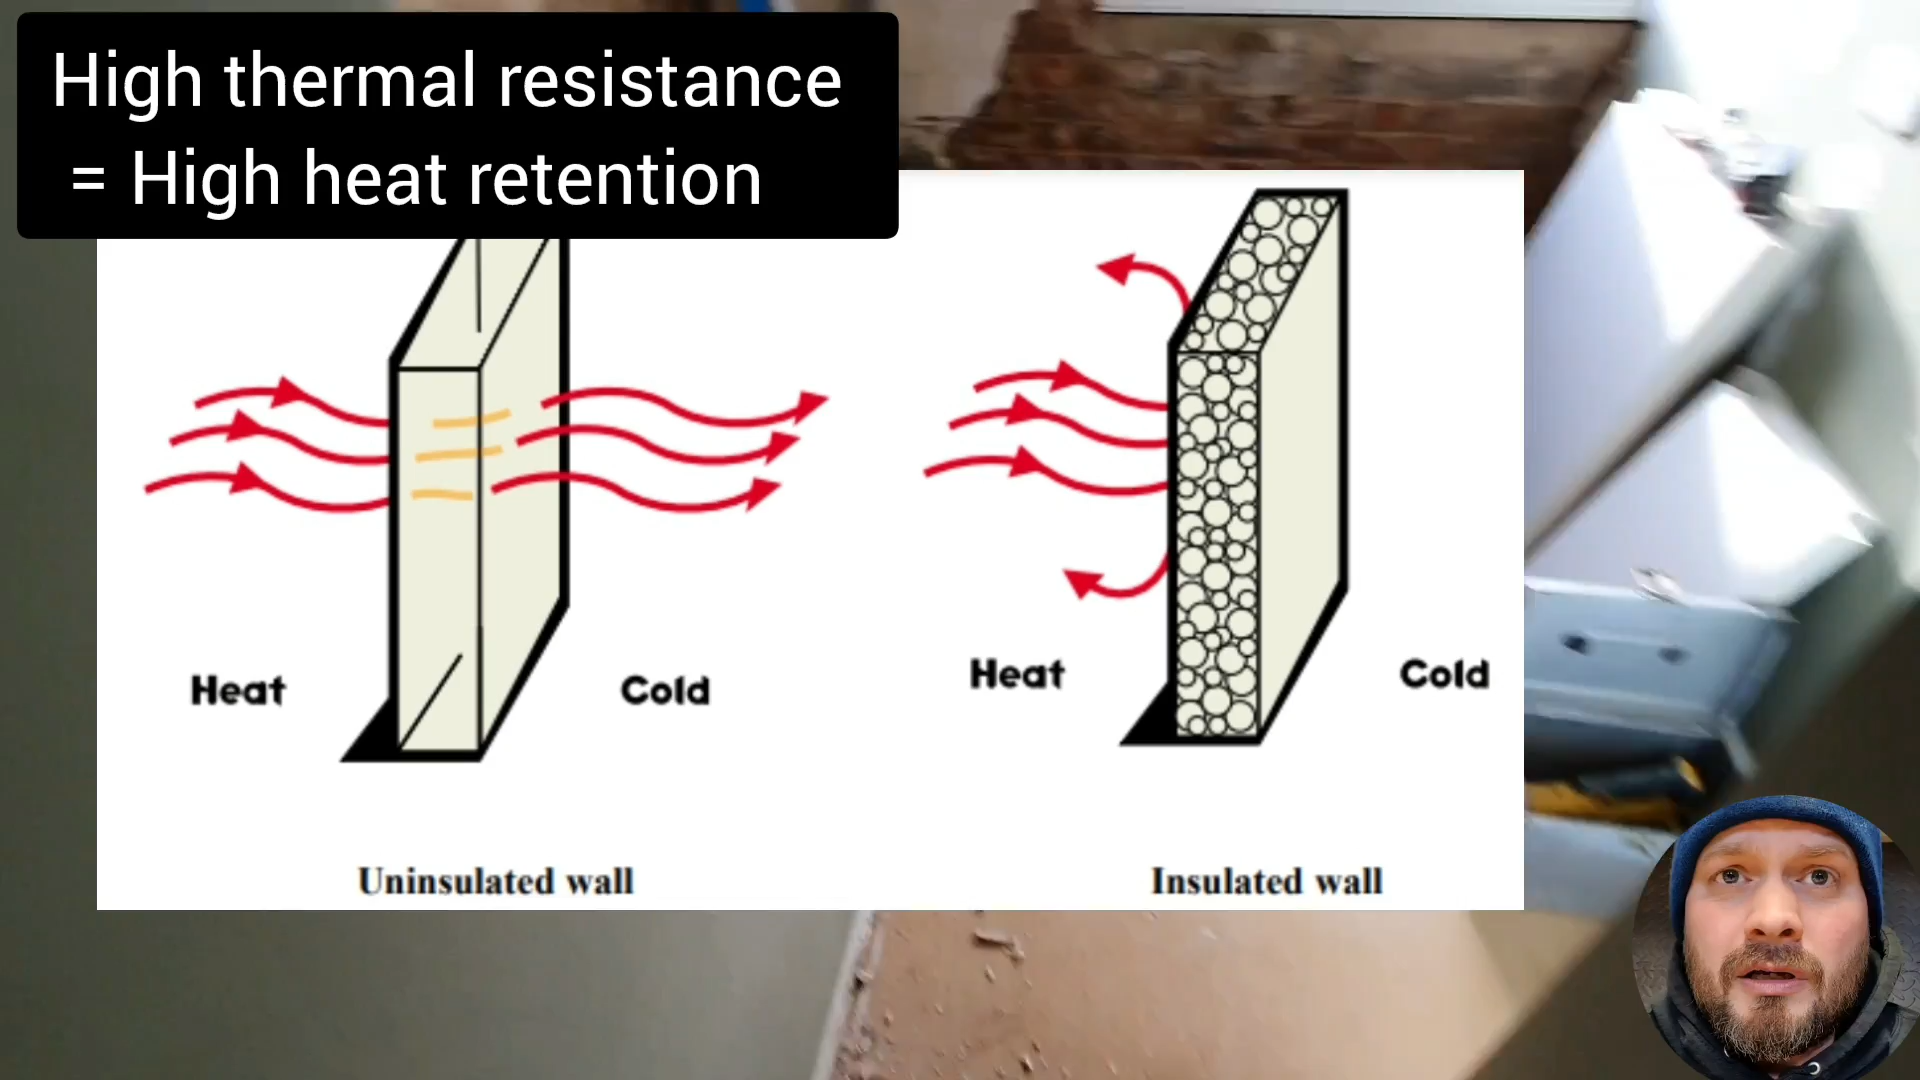 High thermal resistance
= High heat retention
Heat
Cold
Heat
Cold
Uninsulated wall
Insulated wall